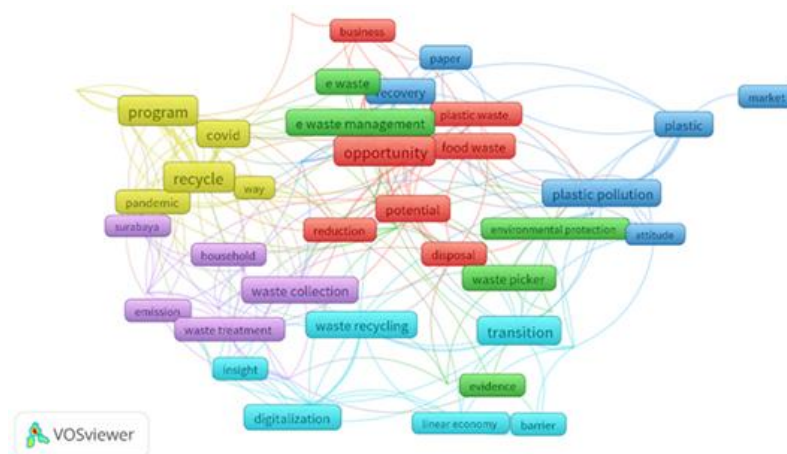 business
paper
e waste
recovery
market
program
plastic waste
covid
e waste management
plastic
opportunity
food waste
recycle
way
plastic pollution
pandemic
potential
surabaya
reduction
environmental protection
attitude
household
disposal
waste collection
waste picker
emission
waste treatment
waste recycling
transition
insight
evidence
digitalization
linear economy
barrier
VOSviewer